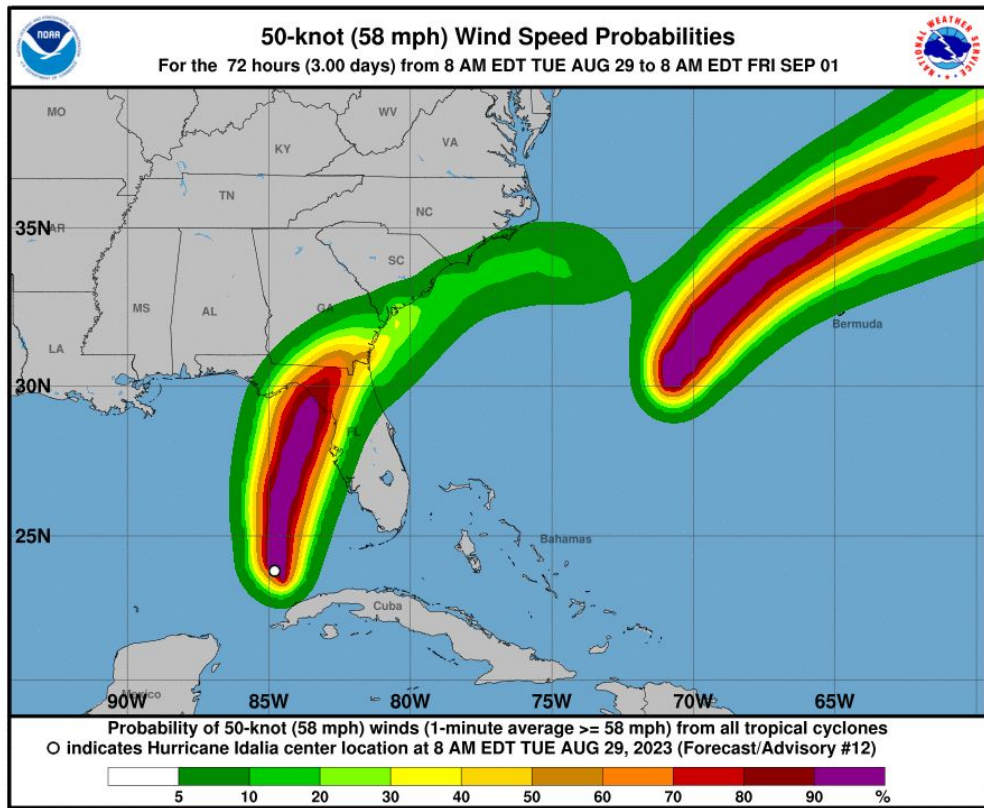 50-knot (58 mph) Wind Speed Probabilities
For the 72 hours (3.00 days) from 8 AM EDT TUE AUG 29 to 8 AM EDT FRI SEP 01
NOAA
NATIONAL WEATHER SERVICE
MO
WV
KY
VA
TN
NC
35N
AR
SC
MS
AL
GA
LA
Bermuda
30N
FL
25N
Bahamas
Cuba
Mexico
90W 85W 80W 75W 70W 65W
Probability of 50-knot (58 mph) winds (1-minute average >= 58 mph) from all tropical cyclones
indicates Hurricane Idalia center location at 8 AM EDT TUE AUG 29, 2023 (Forecast/Advisory #12)
5 10 20 30 40 50 60 70 80 90 %